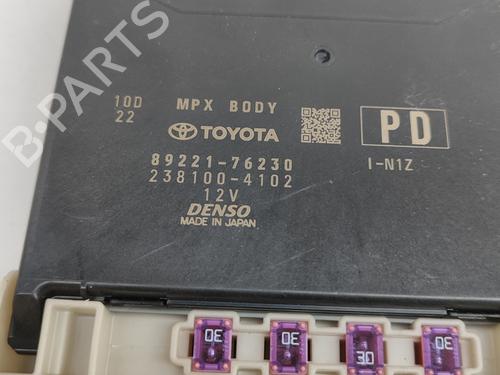 B-PARTS
10D MPX BODY
22
TOYOTA
PD
89221-76230
I-N1Z
238100-4102
12V
DENSO
MADE IN JAPAN
30 30 30 30